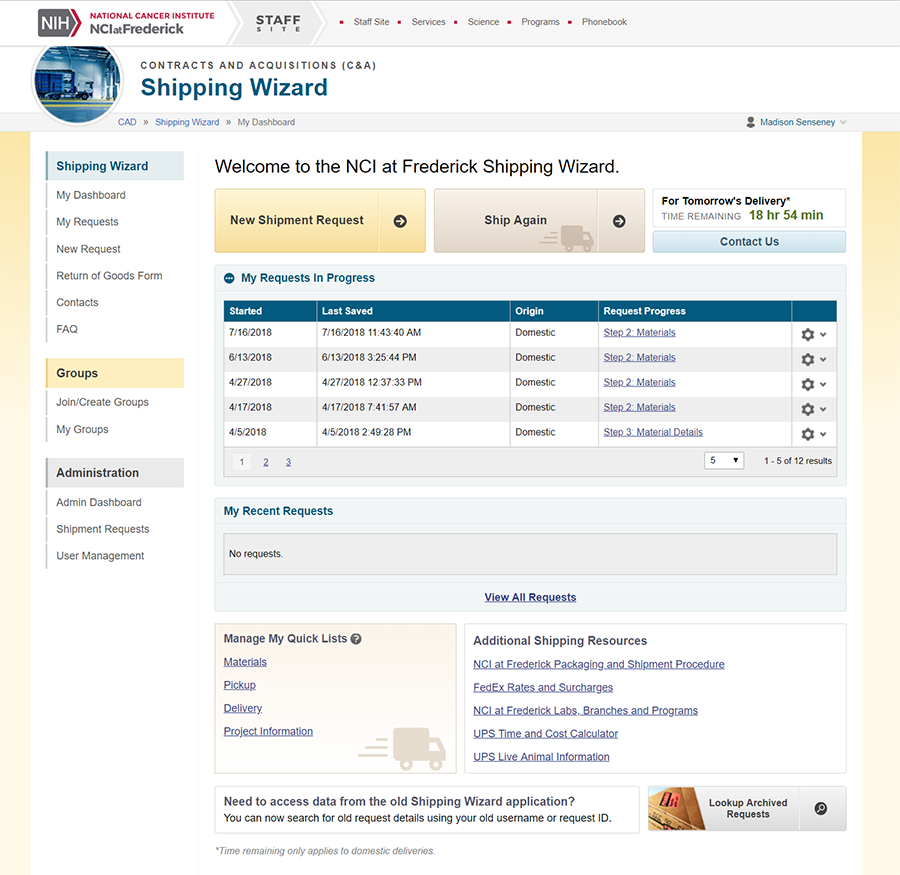 NIH NATIONAL CANCER INSTITUTE
NCIatFrederick
STAFF
SITE
Staff Site Services Science Programs Phonebook
CONTRACTS AND ACQUISITIONS (C&A)
Shipping Wizard
CAD » Shipping Wizard » My Dashboard
Madison Senseney
Shipping Wizard
My Dashboard
My Requests
New Request
Return of Goods Form
Contacts
FAQ
Groups
Join/Create Groups
My Groups
Administration
Admin Dashboard
Shipment Requests
User Management
Welcome to the NCI at Frederick Shipping Wizard.
New Shipment Request
Ship Again
For Tomorrow's Delivery*
TIME REMAINING 18 hr 54 min
Contact Us
My Requests In Progress
Started Last Saved Origin Request Progress
7/16/2018 7/16/2018 11:43:40 AM Domestic Step 2: Materials
6/13/2018 6/13/2018 3:25:44 PM Domestic Step 2: Materials
4/27/2018 4/27/2018 12:37:33 PM Domestic Step 2: Materials
4/17/2018 4/17/2018 7:41:57 AM Domestic Step 2: Materials
4/5/2018 4/5/2018 2:49:28 PM Domestic Step 3: Material Details
1 2 3 5 1 - 5 of 12 results
My Recent Requests
No requests.
View All Requests
Manage My Quick Lists ?
Materials
Pickup
Delivery
Project Information
Additional Shipping Resources
NCI at Frederick Packaging and Shipment Procedure
FedEx Rates and Surcharges
NCI at Frederick Labs, Branches and Programs
UPS Time and Cost Calculator
UPS Live Animal Information
Need to access data from the old Shipping Wizard application?
You can now search for old request details using your old username or request ID.
Lookup Archived
Requests
*Time remaining only applies to domestic deliveries.